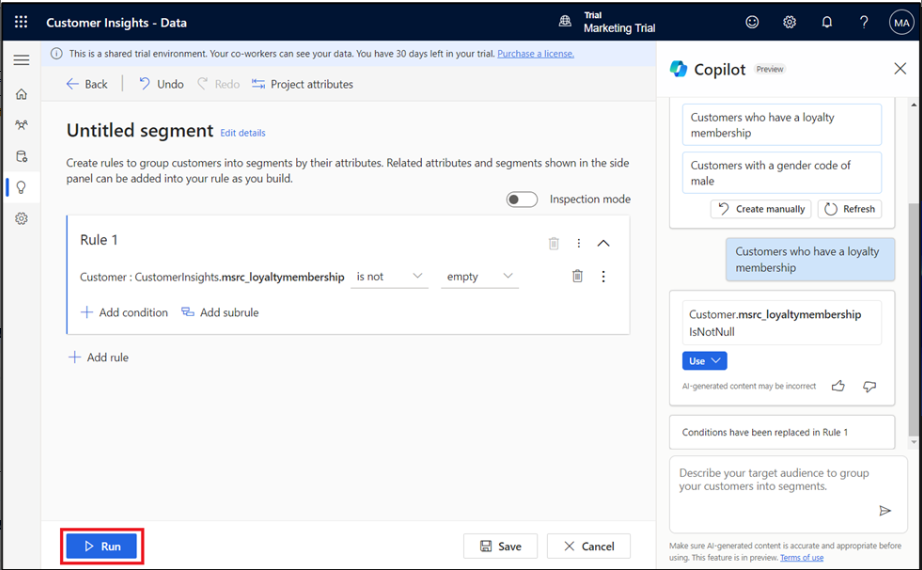 Customer Insights - Data
Trial
Marketing Trial
MA
This is a shared trial environment. Your co-workers can see your data. You have 30 days left in your trial. Purchase a license.
Back
Undo
Redo
Project attributes
Untitled segment Edit details
Create rules to group customers into segments by their attributes. Related attributes and segments shown in the side
panel can be added into your rule as you build.
Inspection mode
Rule 1
Customer : CustomerInsights.msrc_loyaltymembership is not empty
Add condition Add subrule
Add rule
Run
Save
Cancel
Copilot Preview
Customers who have a loyalty
membership
Customers with a gender code of
male
Create manually Refresh
Customers who have a loyalty
membership
Customer.msrc_loyaltymembership
IsNotNull
Use
AI-generated content may be incorrect
Conditions have been replaced in Rule 1
Describe your target audience to group
your customers into segments.
Make sure AI-generated content is accurate and appropriate before
using. This feature is in preview. Terms of use